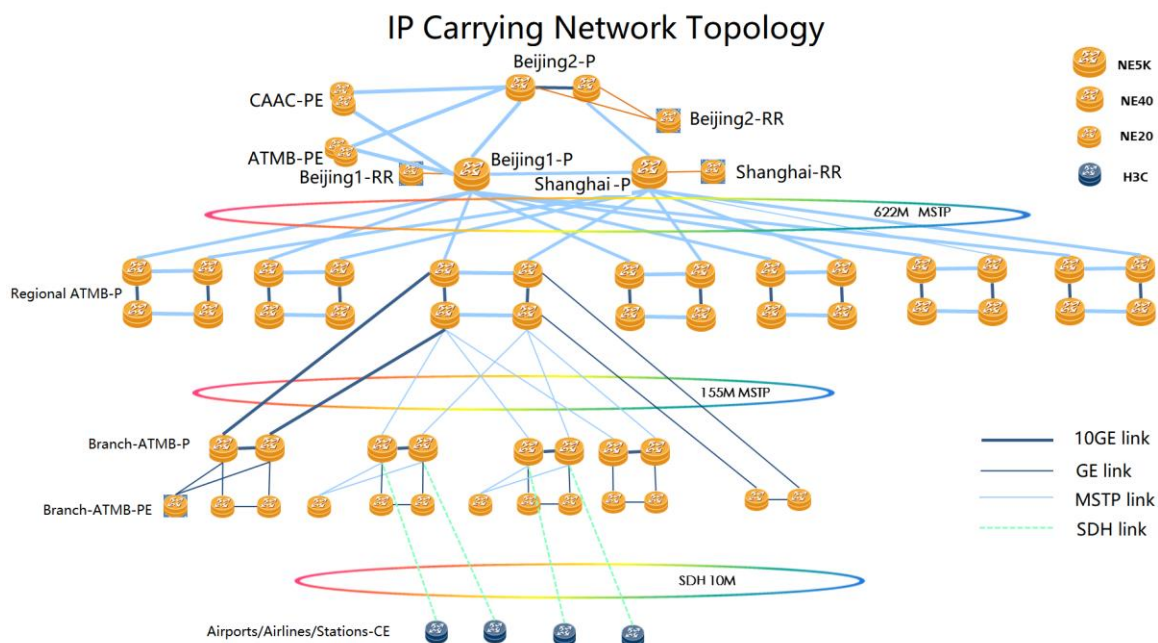 IP Carrying Network Topology
Beijing2-P
NE5K
CAAC-PE
NE40
Beijing2-RR
NE20
ATMB-PE
Beijing1-P
Beijing1-RR
Shanghai -P
Shanghai-RR
H3C
622M MSTP
Regional ATMB-P
155M MSTP
Branch-ATMB-P
10GE link
GE link
Branch-ATMB-PE
MSTP link
SDH link
SDH 10M
Airports/Airlines/Stations-CE